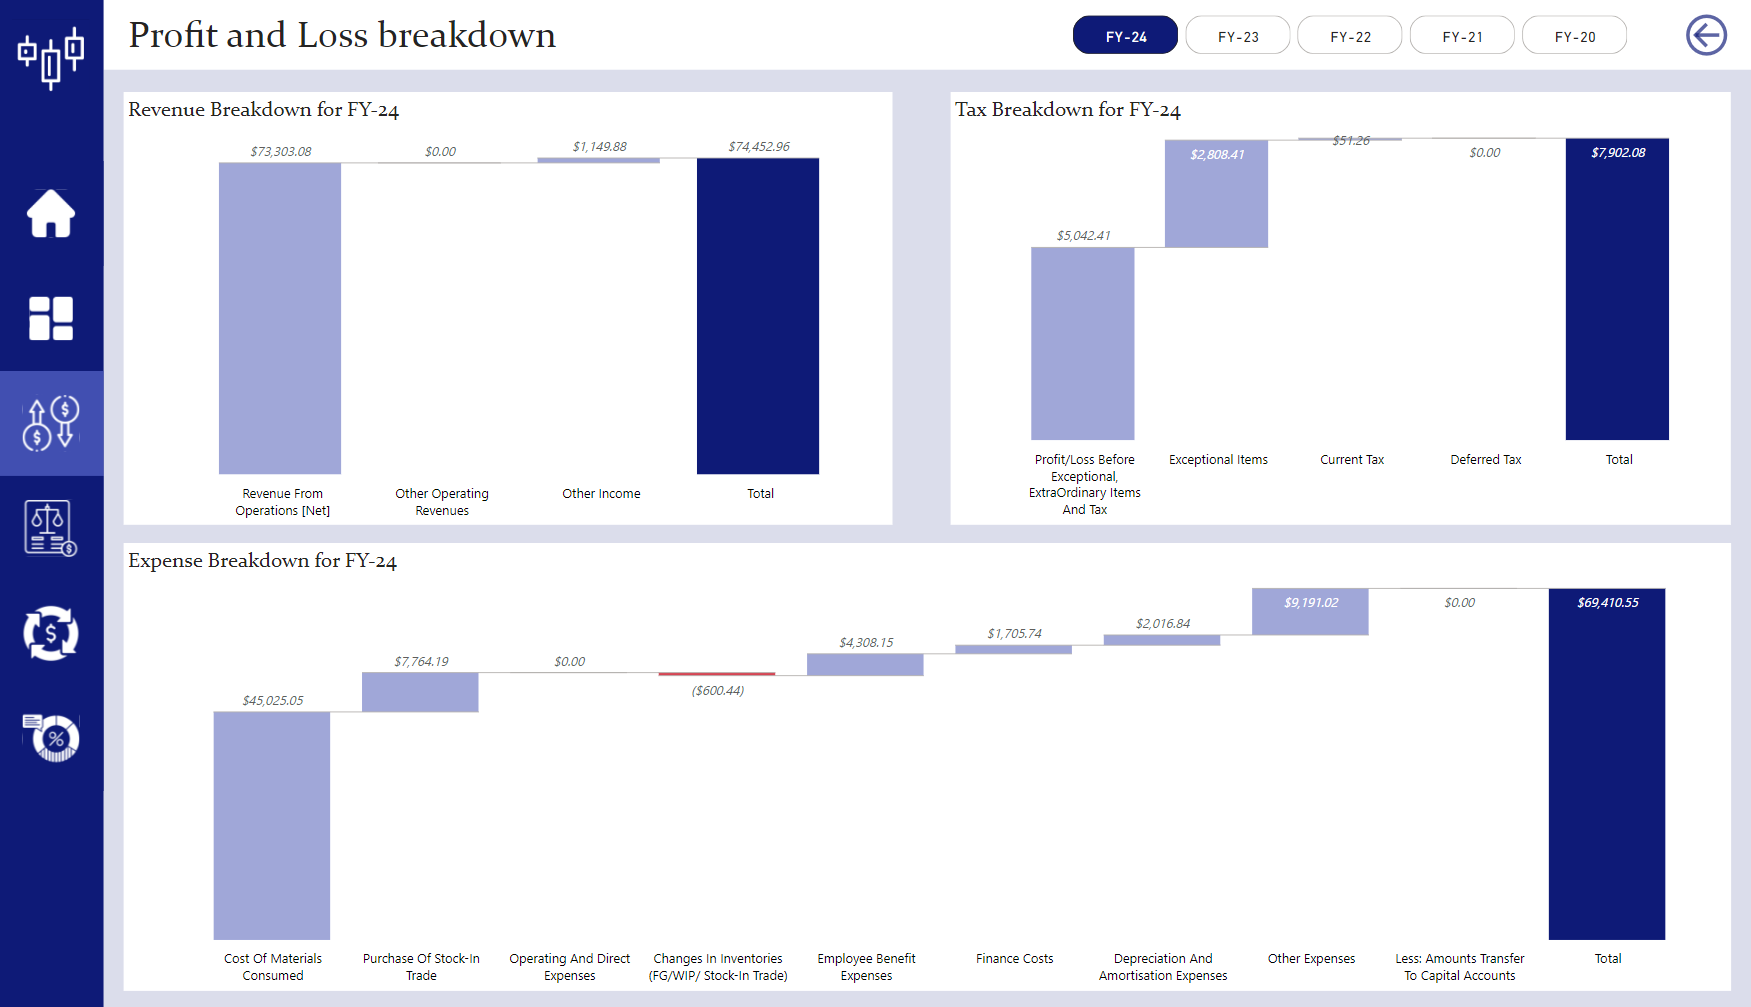 Profit and Loss breakdown
FY-24
FY-23
FY-22
FY-21
FY-20
Revenue Breakdown for FY-24
$73,303.08
$0.00
$1,149.88
$74,452.96
Revenue From
Operations [Net]
Other Operating
Revenues
Other Income
Total
Tax Breakdown for FY-24
$5,042.41
$2,808.41
$51.26
$0.00
$7,902.08
Profit/Loss Before
Exceptional,
ExtraOrdinary Items
And Tax
Exceptional Items
Current Tax
Deferred Tax
Total
Expense Breakdown for FY-24
$45,025.05
$7,764.19
$0.00
($600.44)
$4,308.15
$1,705.74
$2,016.84
$9,191.02
$0.00
$69,410.55
Cost Of Materials
Consumed
Purchase Of Stock-In
Trade
Operating And Direct
Expenses
Changes In Inventories
(FG/WIP/ Stock-In Trade)
Employee Benefit
Expenses
Finance Costs
Depreciation And
Amortisation Expenses
Other Expenses
Less: Amounts Transfer
To Capital Accounts
Total